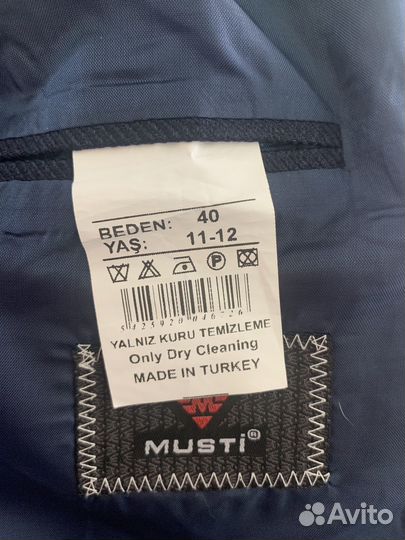 BEDEN: 40
YAŞ: 11-12
P
YALNIZ KURU TEMİZLEME
Only Dry Cleaning
MADE IN TURKEY
MUSTİ®
Avito